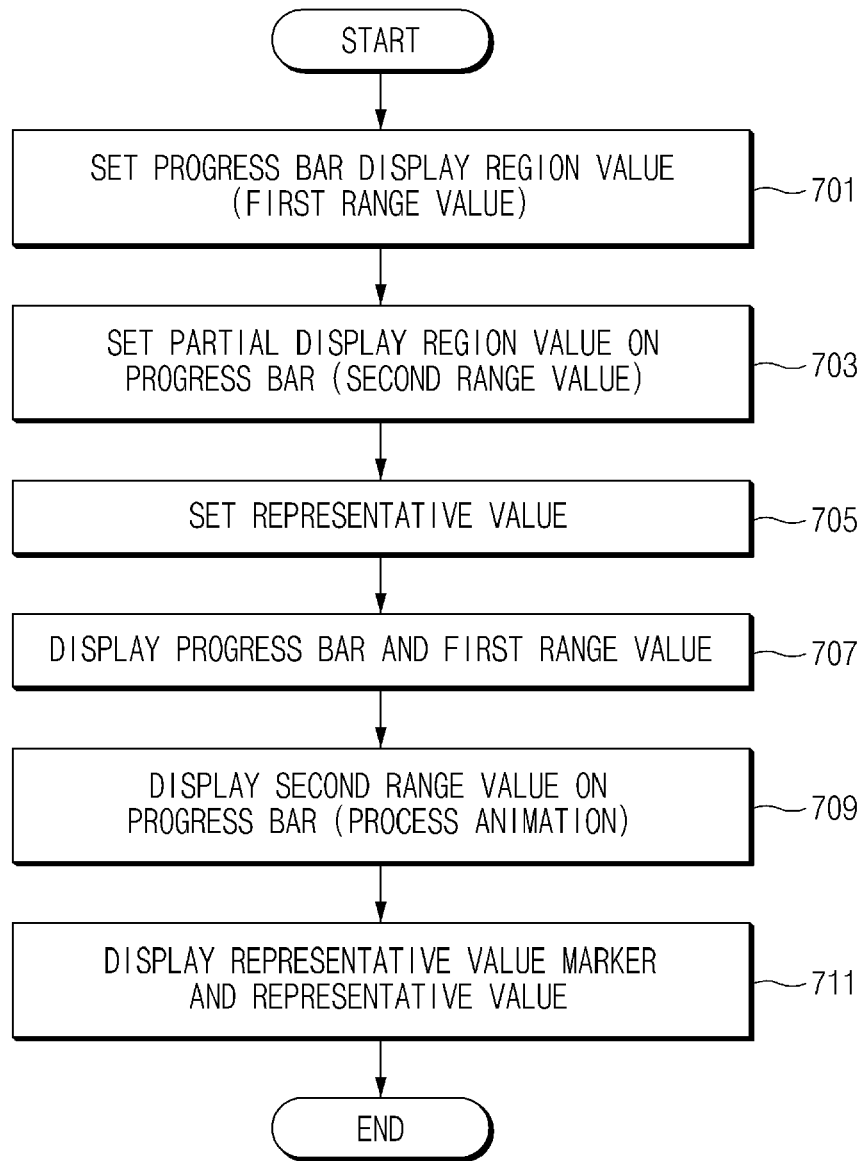 START
SET PROGRESS BAR DISPLAY REGION VALUE
(FIRST RANGE VALUE)
701
SET PARTIAL DISPLAY REGION VALUE ON
PROGRESS BAR (SECOND RANGE VALUE)
703
SET REPRESENTATIVE VALUE
705
DISPLAY PROGRESS BAR AND FIRST RANGE VALUE
707
DISPLAY SECOND RANGE VALUE ON
PROGRESS BAR (PROCESS ANIMATION)
709
DISPLAY REPRESENTATIVE VALUE MARKER
AND REPRESENTATIVE VALUE
711
END